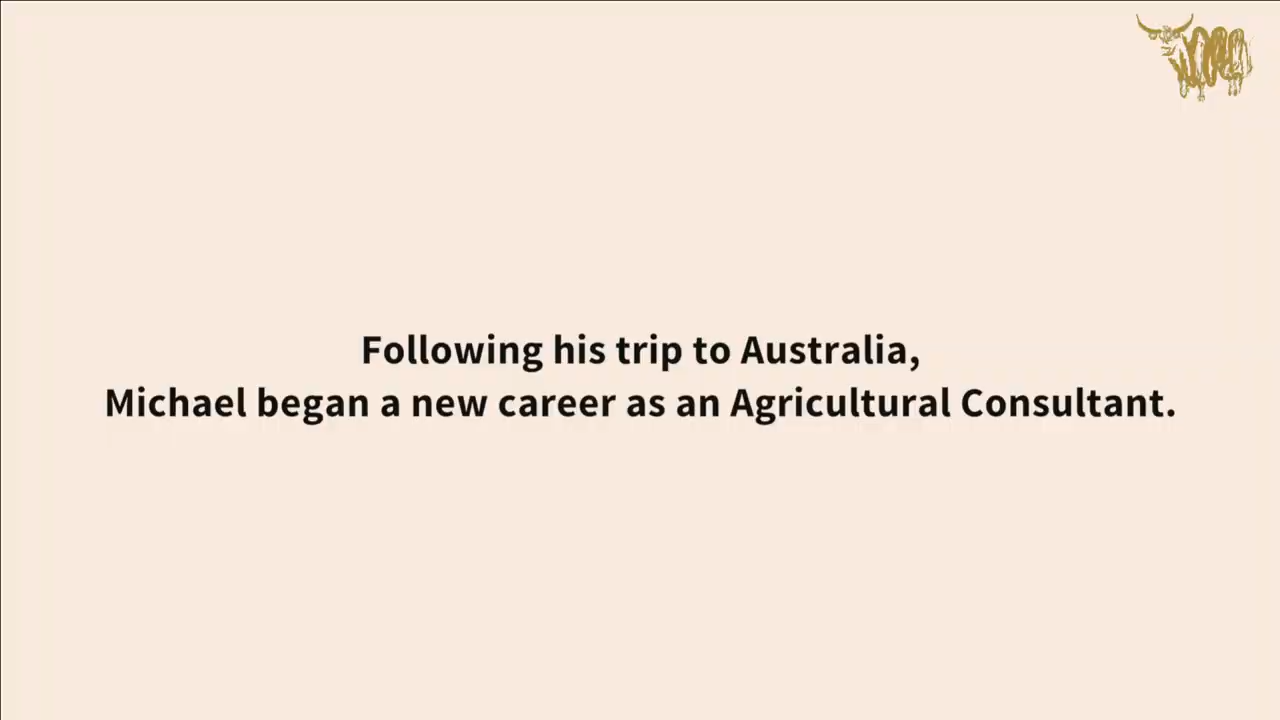 Following his trip to Australia,
Michael began a new career as an Agricultural Consultant.